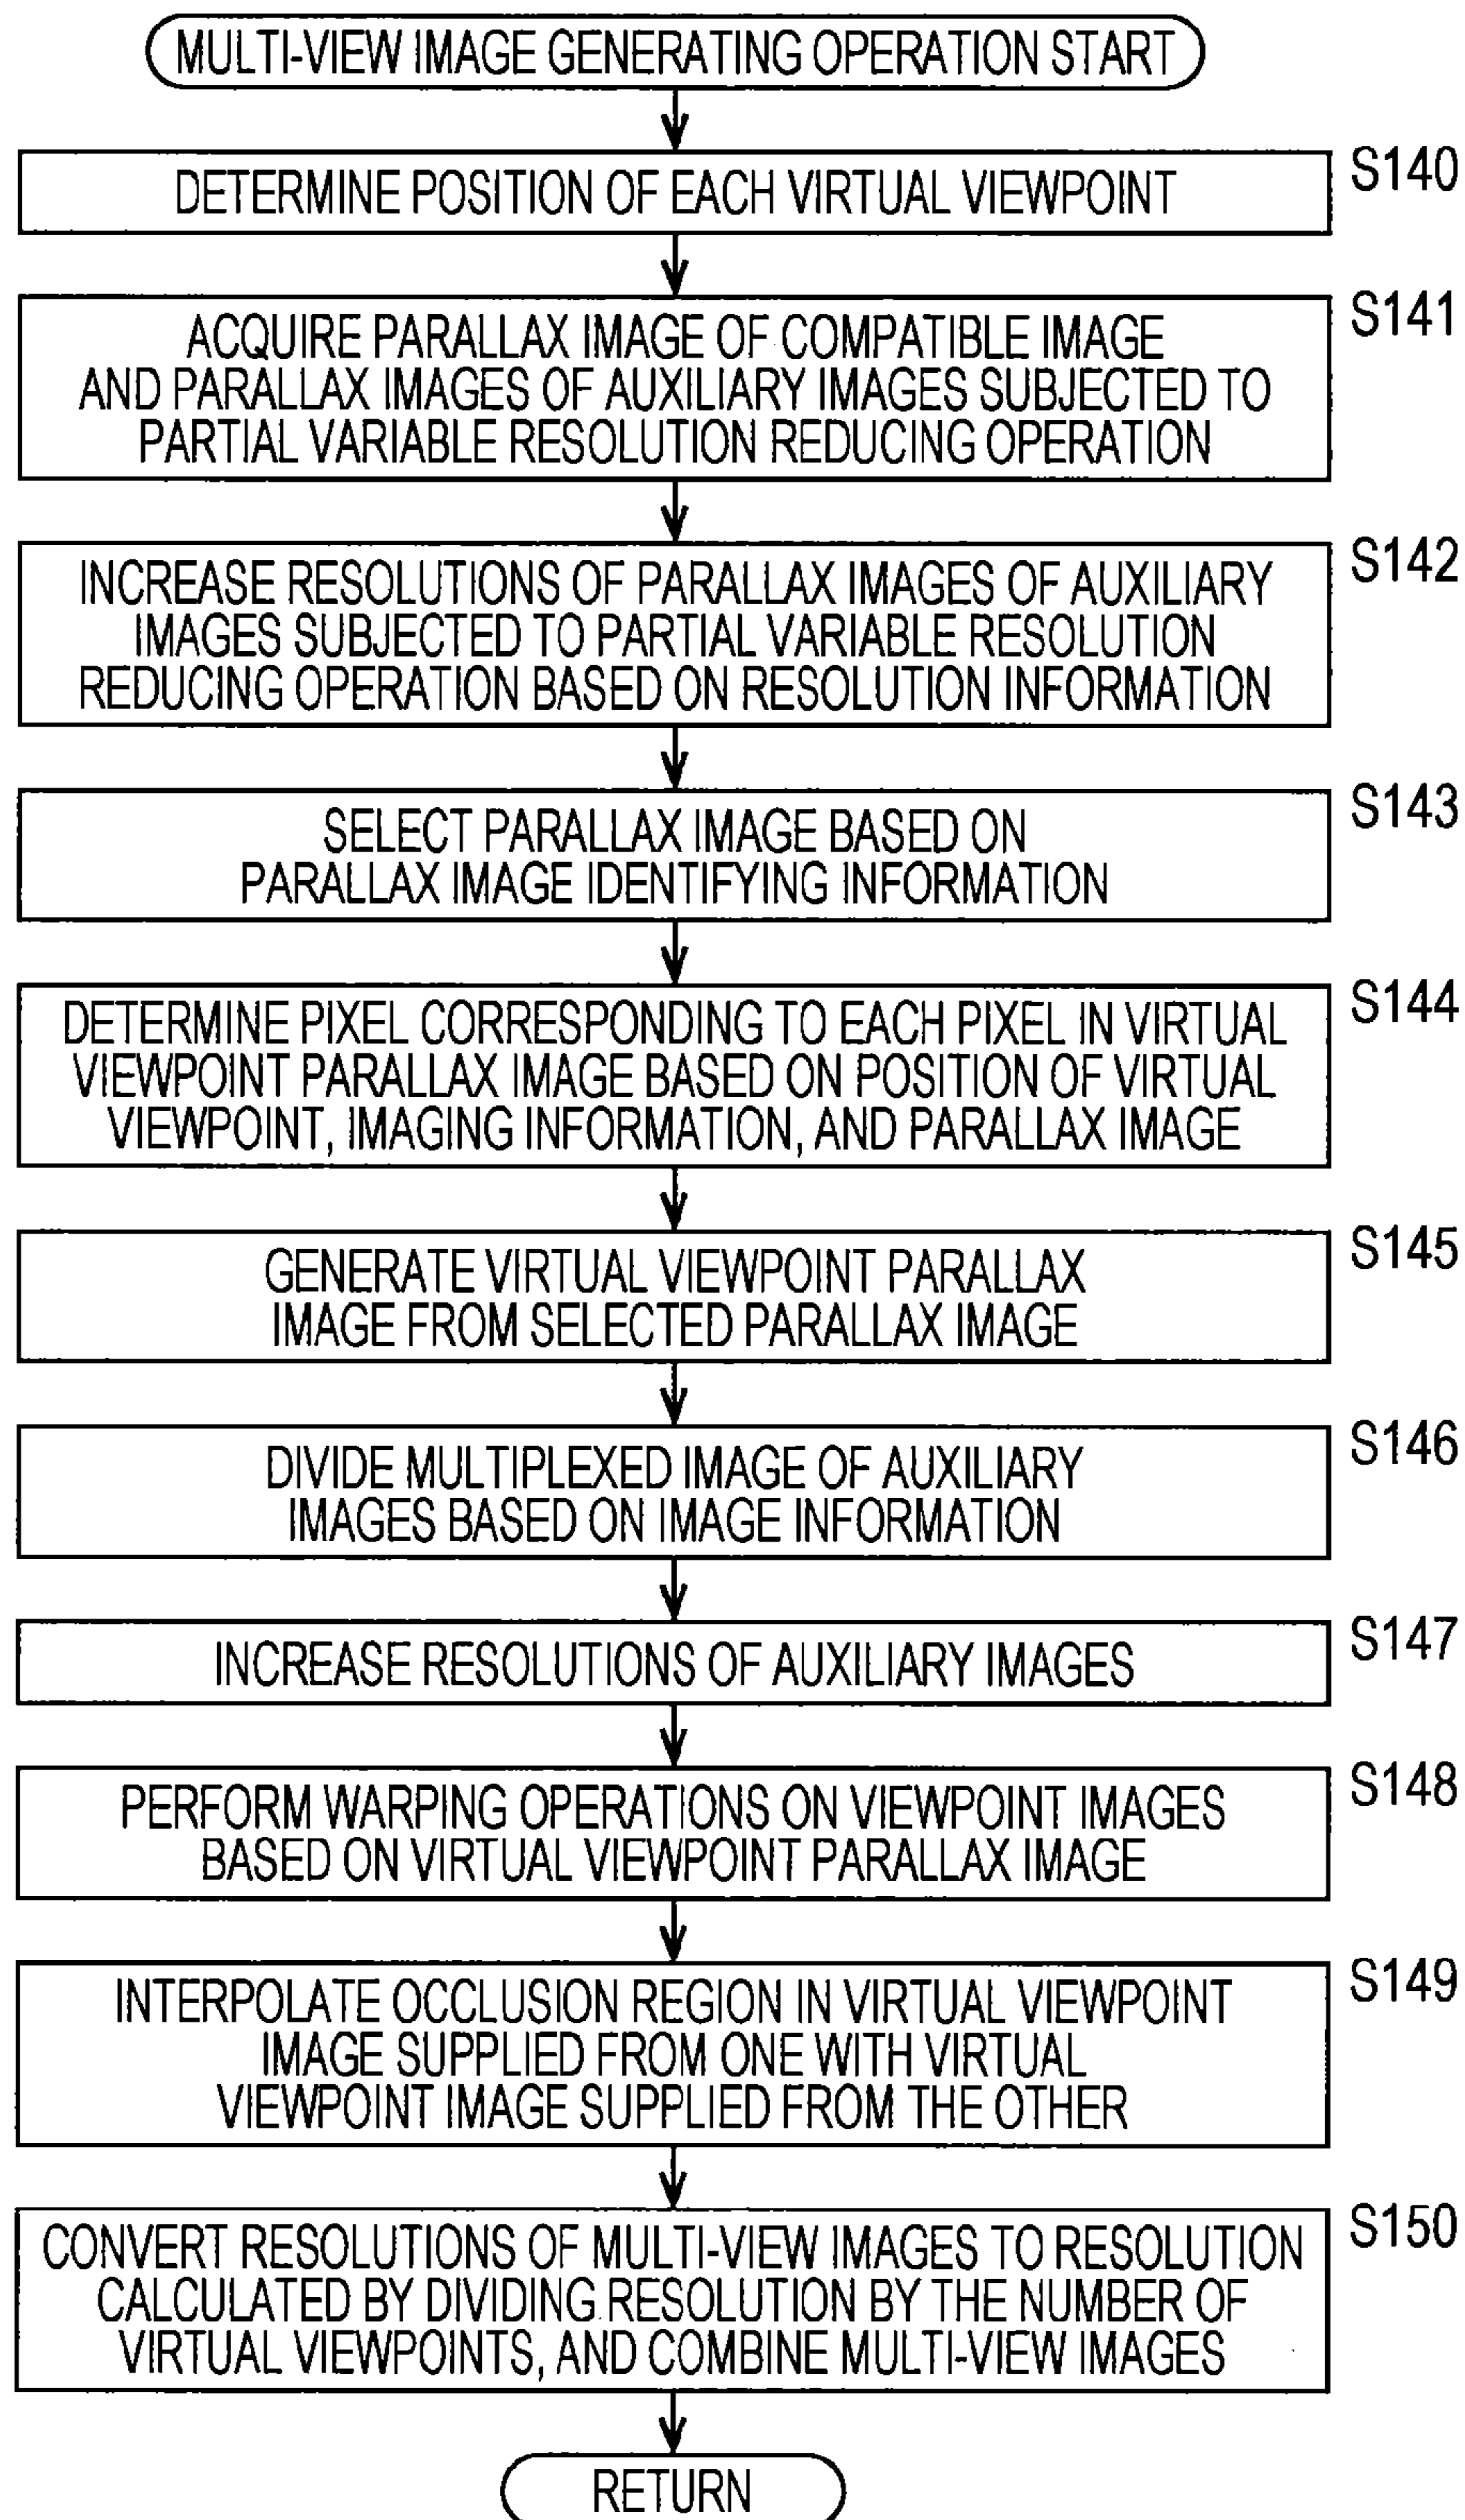 MULTI-VIEW IMAGE GENERATING OPERATION START
S140
DETERMINE POSITION OF EACH VIRTUAL VIEWPOINT
S141
ACQUIRE PARALLAX IMAGE OF COMPATIBLE IMAGE
AND PARALLAX IMAGES OF AUXILIARY IMAGES SUBJECTED TO
PARTIAL VARIABLE RESOLUTION REDUCING OPERATION
S142
INCREASE RESOLUTIONS OF PARALLAX IMAGES OF AUXILIARY
IMAGES SUBJECTED TO PARTIAL VARIABLE RESOLUTION
REDUCING OPERATION BASED ON RESOLUTION INFORMATION
S143
SELECT PARALLAX IMAGE BASED ON
PARALLAX IMAGE IDENTIFYING INFORMATION
S144
DETERMINE PIXEL CORRESPONDING TO EACH PIXEL IN VIRTUAL
VIEWPOINT PARALLAX IMAGE BASED ON POSITION OF VIRTUAL
VIEWPOINT, IMAGING INFORMATION, AND PARALLAX IMAGE
S145
GENERATE VIRTUAL VIEWPOINT PARALLAX
IMAGE FROM SELECTED PARALLAX IMAGE
S146
DIVIDE MULTIPLEXED IMAGE OF AUXILIARY
IMAGES BASED ON IMAGE INFORMATION
S147
INCREASE RESOLUTIONS OF AUXILIARY IMAGES
S148
PERFORM WARPING OPERATIONS ON VIEWPOINT IMAGES
BASED ON VIRTUAL VIEWPOINT PARALLAX IMAGE
S149
INTERPOLATE OCCLUSION REGION IN VIRTUAL VIEWPOINT
IMAGE SUPPLIED FROM ONE WITH VIRTUAL
VIEWPOINT IMAGE SUPPLIED FROM THE OTHER
S150
CONVERT RESOLUTIONS OF MULTI-VIEW IMAGES TO RESOLUTION
CALCULATED BY DIVIDING RESOLUTION BY THE NUMBER OF
VIRTUAL VIEWPOINTS, AND COMBINE MULTI-VIEW IMAGES
RETURN